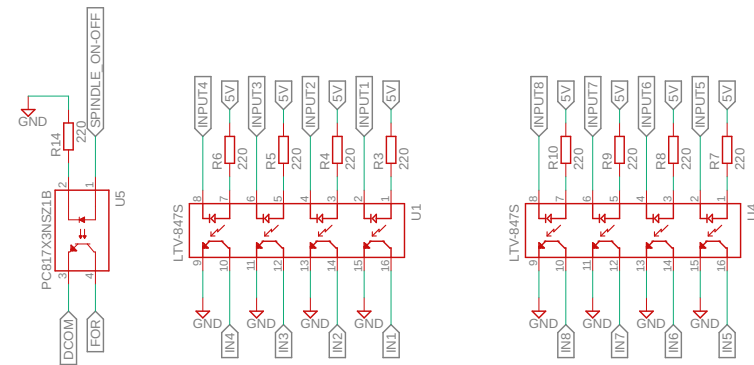 SPINDLE_ON-OFF
GND
R14
220
2
1
PC817X3NSZ1B
U5
3
4
DCOM
FOR
INPUT4
5V
INPUT3
5V
INPUT2
5V
INPUT1
5V
R6
220
R5
220
R4
220
R3
220
8
7
6
5
4
3
2
1
LTV-847S
U1
9
10
11
12
13
14
15
16
GND
GND
GND
GND
IN4
IN3
IN2
IN1
INPUT8
5V
INPUT7
5V
INPUT6
5V
INPUT5
5V
R10
220
R9
220
R8
220
R7
220
8
7
6
5
4
3
2
1
LTV-847S
U4
9
10
11
12
13
14
15
16
GND
GND
GND
GND
IN8
IN7
IN6
IN5